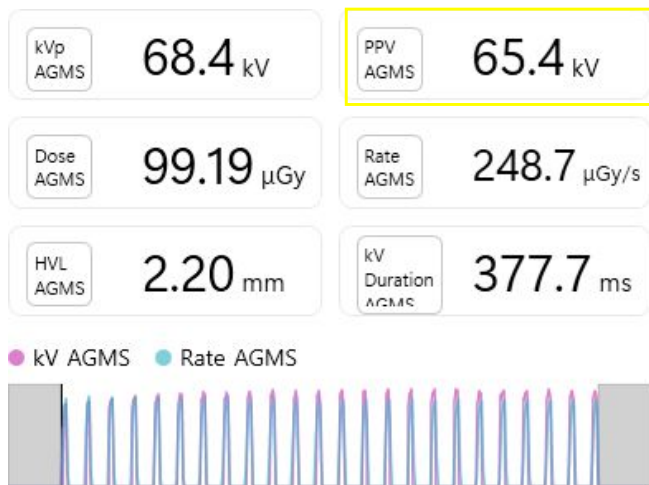 kVp
AGMS
68.4 kV
PPV
AGMS
65.4 kV
Dose
AGMS
99.19 μGy
Rate
AGMS
248.7 μGy/s
HVL
AGMS
2.20 mm
kV
Duration
AGMS
377.7 ms
kV AGMS
Rate AGMS